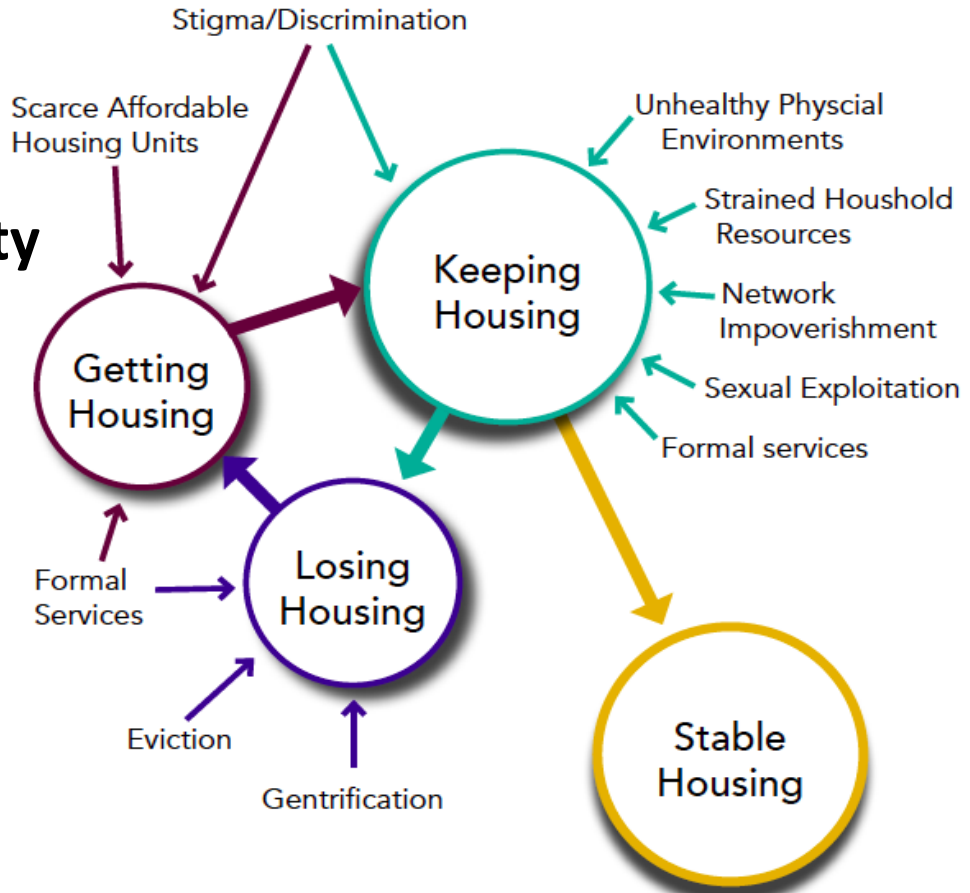 Stigma/Discrimination
Scarce Affordable
Housing Units
Unhealthy Physcial
Environments
ty
Strained Houshold
Resources
Keeping
Housing
Network
Impoverishment
Getting
Housing
Sexual Exploitation
Formal services
Formal
Services
Losing
Housing
Eviction
Gentrification
Stable
Housing